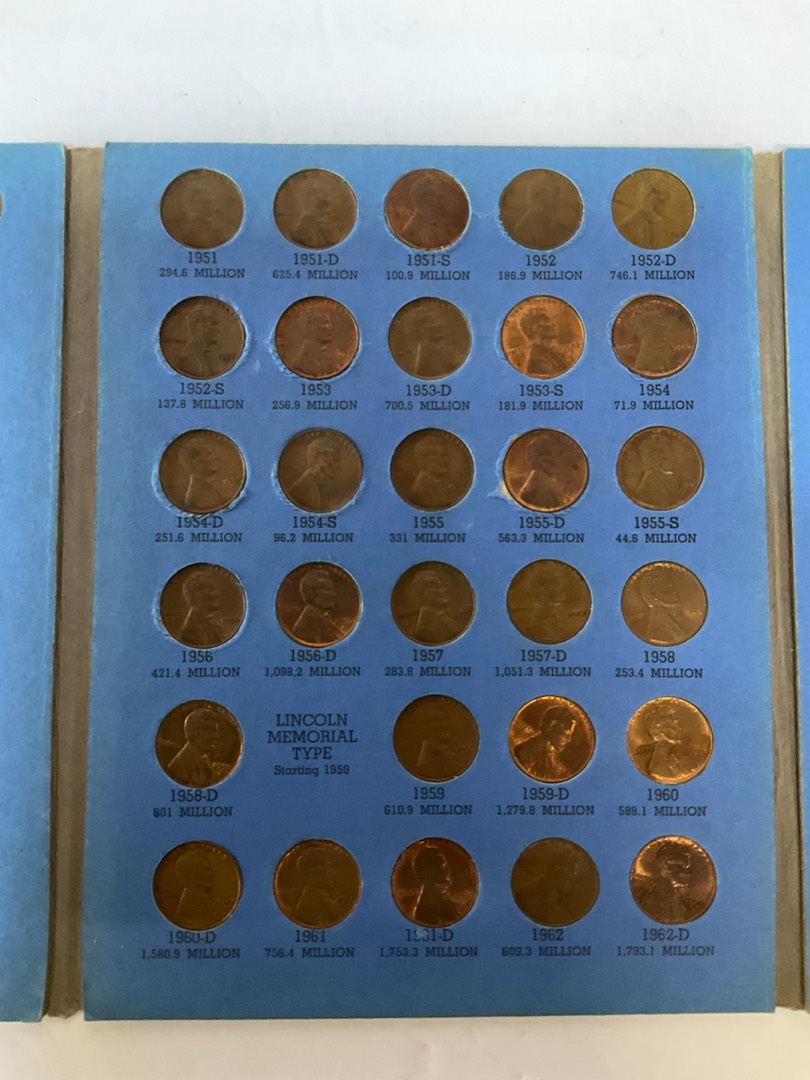 1951 1951-D 1951-S 1952 1952-D
294.6 MILLION 625.4 MILLION 100.9 MILLION 186.9 MILLION 746.1 MILLION
1952-S 1953 1953-D 1953-S 1954
137.8 MILLION 256.9 MILLION 700.5 MILLION 181.9 MILLION 71.9 MILLION
1954-D 1954-S 1955 1955-D 1955-S
251.6 MILLION 96.2 MILLION 331 MILLION 563.3 MILLION 44.6 MILLION
1956 1956-D 1957 1957-D 1958
421.4 MILLION 1,098.2 MILLION 283.8 MILLION 1,051.3 MILLION 253.4 MILLION
LINCOLN
MEMORIAL
TYPE
Starting 1959
1958-D 1959 1959-D 1960
801 MILLION 610.9 MILLION 1,279.8 MILLION 588.1 MILLION
1960-D 1961 1961-D 1962 1962-D
1,580.9 MILLION 756.4 MILLION 1,753.3 MILLION 609.3 MILLION 1,793.1 MILLION